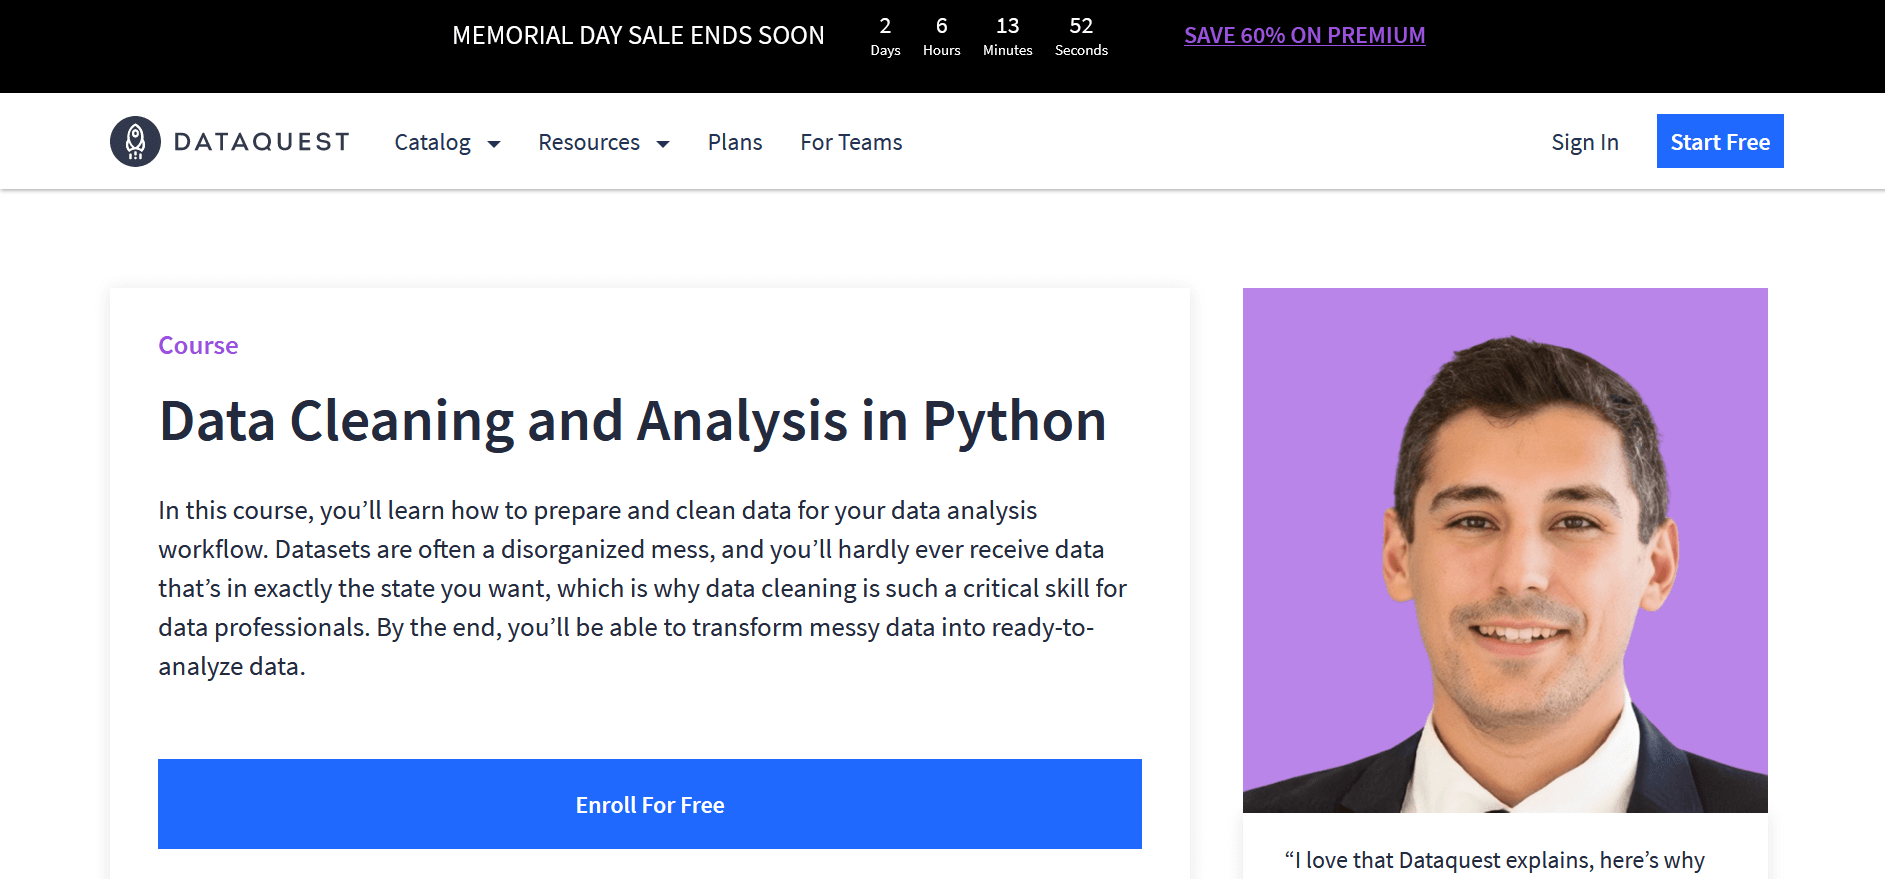 MEMORIAL DAY SALE ENDS SOON
2 Days 6 Hours 13 Minutes 52 Seconds
SAVE 60% ON PREMIUM
DATAQUEST
Catalog Resources Plans For Teams
Sign In Start Free
Course
Data Cleaning and Analysis in Python
In this course, you’ll learn how to prepare and clean data for your data analysis
workflow. Datasets are often a disorganized mess, and you’ll hardly ever receive data
that’s in exactly the state you want, which is why data cleaning is such a critical skill for
data professionals. By the end, you’ll be able to transform messy data into ready-to-
analyze data.
Enroll For Free
“I love that Dataquest explains, here’s why